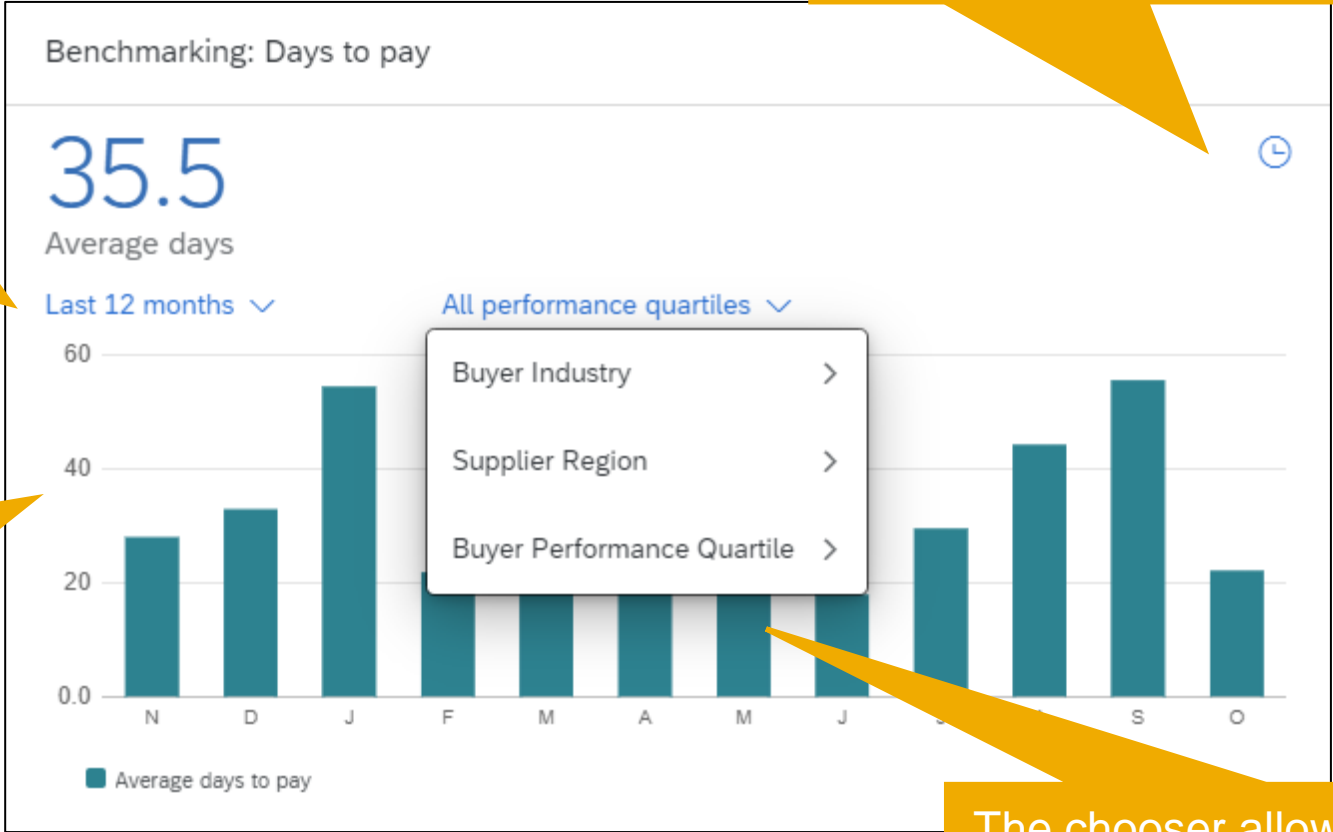 Benchmarking: Days to pay
35.5
Average days
Last 12 months
All performance quartiles
60
Buyer Industry
Supplier Region
40
Buyer Performance Quartile
20
0.0
N D J F M A M J S O
Average days to pay
The chooser allow